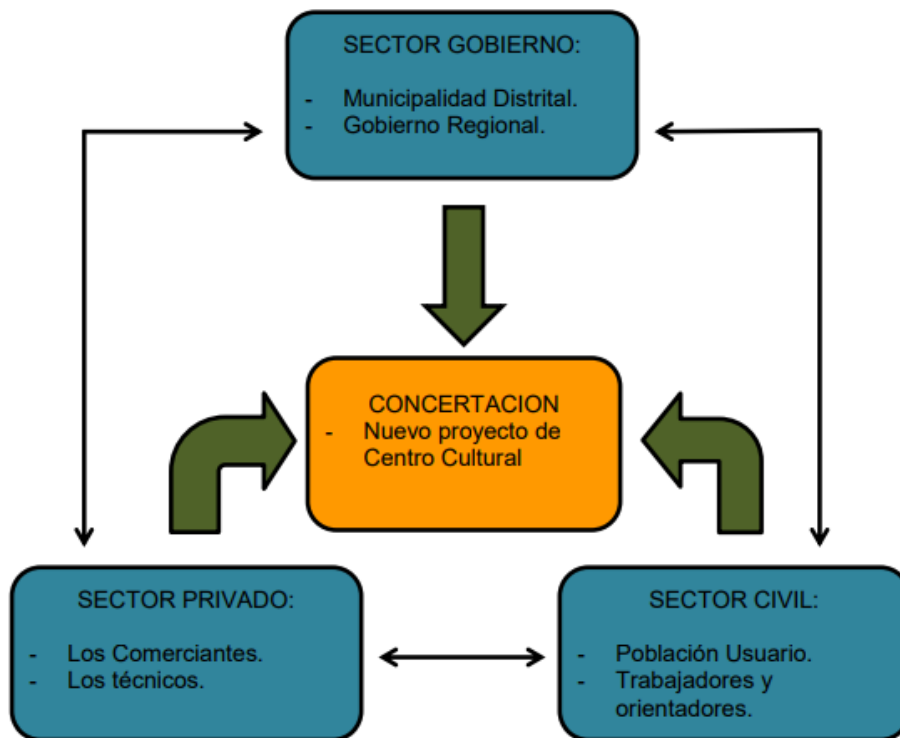 SECTOR GOBIERNO:
- Municipalidad Distrital.
- Gobierno Regional.
CONCERTACION
- Nuevo proyecto de
Centro Cultural
SECTOR PRIVADO:
- Los Comerciantes.
- Los técnicos.
SECTOR CIVIL:
- Población Usuario.
- Trabajadores y
orientadores.